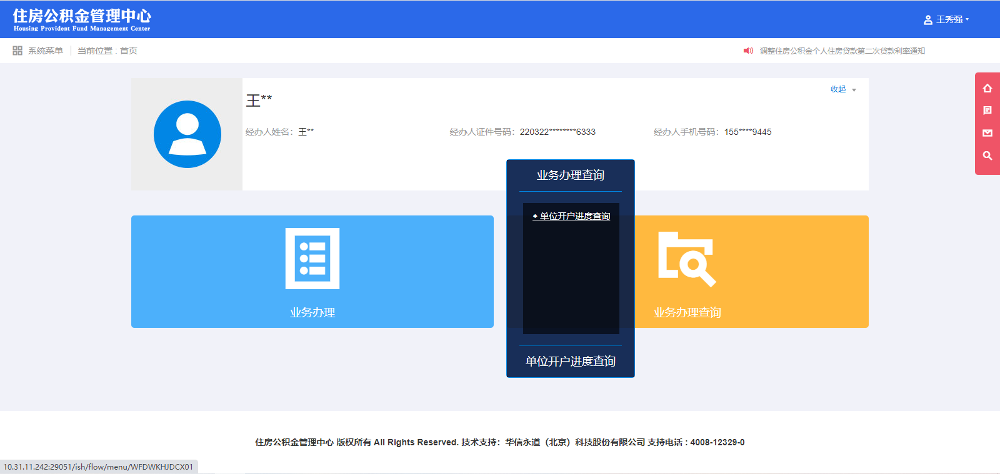 住房公积金管理中心
Housing Provident Fund Management Center
王秀强
系统菜单 当前位置 : 首页
调整住房公积金个人住房贷款第二次贷款利率通知
收起
王**
经办人姓名：王** 经办人证件号码：220322********6333 经办人手机号码：155****9445
业务办理查询
单位开户进度查询
单位开户进度查询
业务办理
业务办理查询
住房公积金管理中心 版权所有 All Rights Reserved. 技术支持：华信永道（北京）科技股份有限公司 支持电话 : 4008-12329-0
10.31.11.242:29051/ish/flow/menu/WFDWKHJDCX01